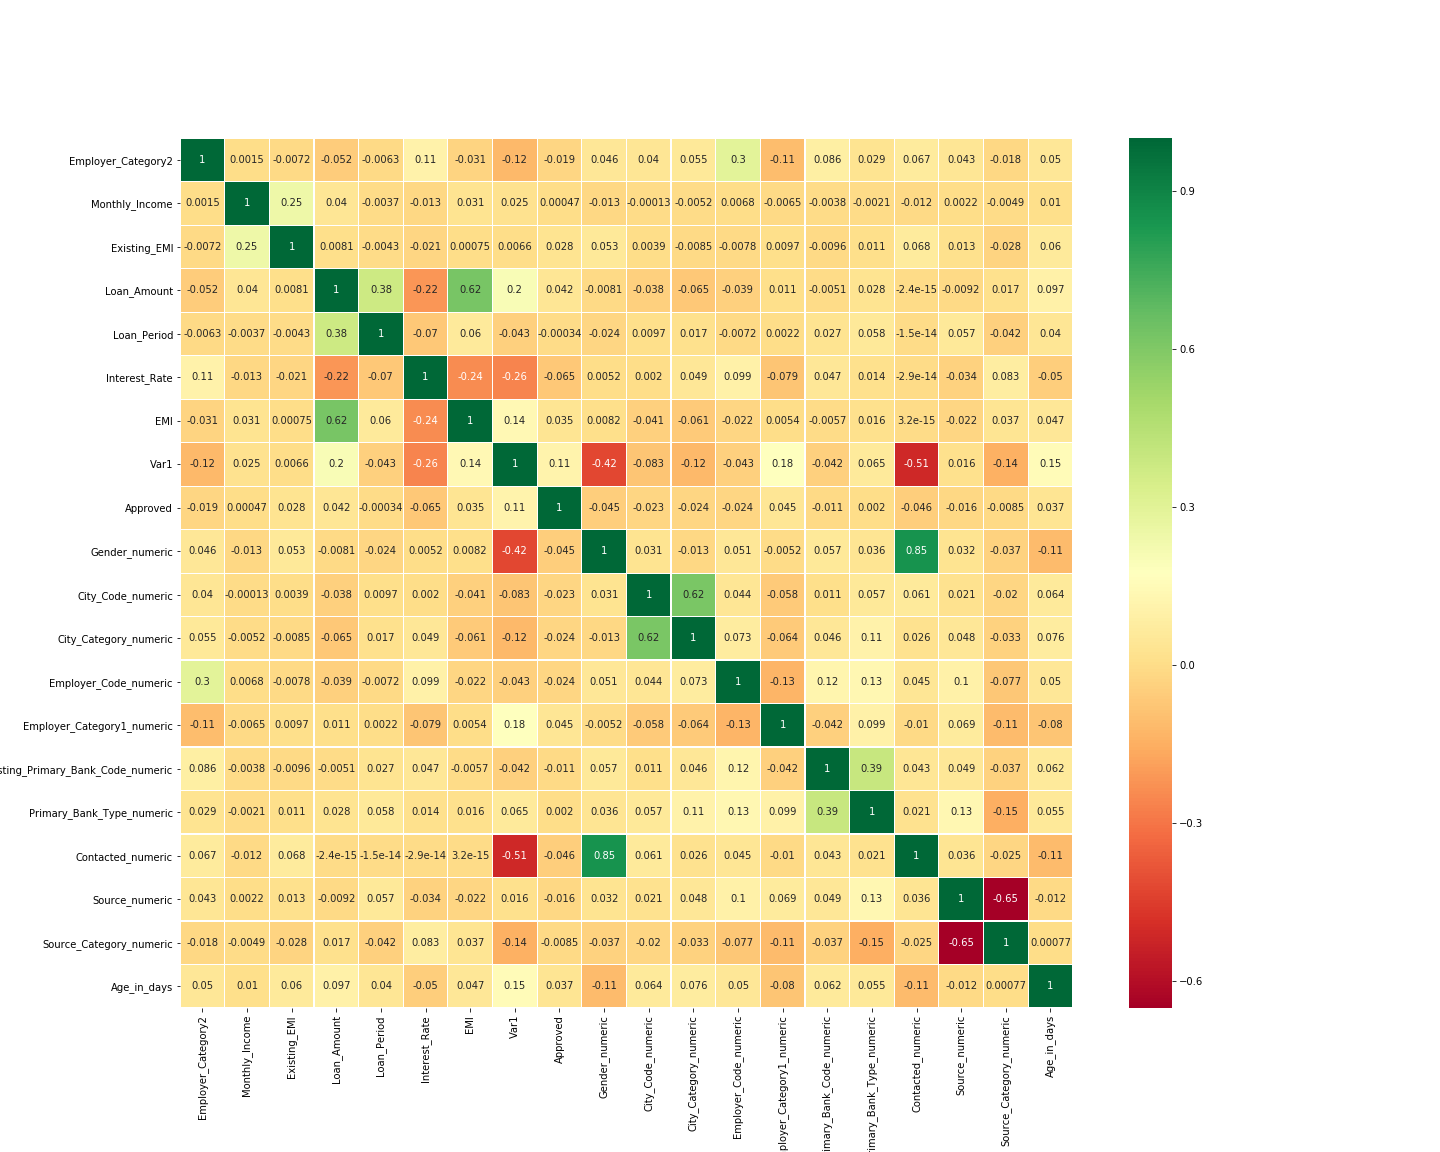 Employer_Category2 1 0.0015 -0.0072 -0.052 -0.0063 0.11 -0.031 -0.12 -0.019 0.046 0.04 0.055 0.3 -0.11 0.086 0.029 0.067 0.043 -0.018 0.05
Monthly_Income 0.0015 1 0.25 0.04 -0.0037 -0.013 0.031 0.025 0.00047 -0.013 -0.00013 -0.0052 0.0068 -0.0065 -0.0038 -0.0021 -0.012 0.0022 -0.0049 0.01
Existing_EMI -0.0072 0.25 1 0.0081 -0.0043 -0.021 0.00075 0.0066 0.028 0.053 0.0039 -0.0085 -0.0078 0.0097 -0.0096 0.011 0.068 0.013 -0.028 0.06
Loan_Amount -0.052 0.04 0.0081 1 0.38 -0.22 0.62 0.2 0.042 -0.0081 -0.038 -0.065 -0.039 0.011 -0.0051 0.028 -2.4e-15 -0.0092 0.017 0.097
Loan_Period -0.0063 -0.0037 -0.0043 0.38 1 -0.07 0.06 -0.043 -0.00034 -0.024 0.0097 0.017 -0.0072 0.0022 0.027 0.058 -1.5e-14 0.057 -0.042 0.04
Interest_Rate 0.11 -0.013 -0.021 -0.22 -0.07 1 -0.24 -0.26 -0.065 0.0052 0.002 0.049 0.099 -0.079 0.047 0.014 -2.9e-14 -0.034 0.083 -0.05
EMI -0.031 0.031 0.00075 0.62 0.06 -0.24 1 0.14 0.035 0.0082 -0.041 -0.061 -0.022 0.0054 -0.0057 0.016 3.2e-15 -0.022 0.037 0.047
Var1 -0.12 0.025 0.0066 0.2 -0.043 -0.26 0.14 1 0.11 -0.42 -0.083 -0.12 -0.043 0.18 -0.042 0.065 -0.51 0.016 -0.14 0.15
Approved -0.019 0.00047 0.028 0.042 -0.00034 -0.065 0.035 0.11 1 -0.045 -0.023 -0.024 -0.024 0.045 -0.011 0.002 -0.046 -0.016 -0.0085 0.037
Gender_numeric 0.046 -0.013 0.053 -0.0081 -0.024 0.0052 0.0082 -0.42 -0.045 1 0.031 -0.013 0.051 -0.0052 0.057 0.036 0.85 0.032 -0.037 -0.11
City_Code_numeric 0.04 -0.00013 0.0039 -0.038 0.0097 0.002 -0.041 -0.083 -0.023 0.031 1 0.62 0.044 -0.058 0.011 0.057 0.061 0.021 -0.02 0.064
City_Category_numeric 0.055 -0.0052 -0.0085 -0.065 0.017 0.049 -0.061 -0.12 -0.024 -0.013 0.62 1 0.073 -0.064 0.046 0.11 0.026 0.048 -0.033 0.076
Employer_Code_numeric 0.3 0.0068 -0.0078 -0.039 -0.0072 0.099 -0.022 -0.043 -0.024 0.051 0.044 0.073 1 -0.13 0.12 0.13 0.045 0.1 -0.077 0.05
Employer_Category1_numeric -0.11 -0.0065 0.0097 0.011 0.0022 -0.079 0.0054 0.18 0.045 -0.0052 -0.058 -0.064 -0.13 1 -0.042 0.099 -0.01 0.069 -0.11 -0.08
sting_Primary_Bank_Code_numeric 0.086 -0.0038 -0.0096 -0.0051 0.027 0.047 -0.0057 -0.042 -0.011 0.057 0.011 0.046 0.12 -0.042 1 0.39 0.043 0.049 -0.037 0.062
Primary_Bank_Type_numeric 0.029 -0.0021 0.011 0.028 0.058 0.014 0.016 0.065 0.002 0.036 0.057 0.11 0.13 0.099 0.39 1 0.021 0.13 -0.15 0.055
Contacted_numeric 0.067 -0.012 0.068 -2.4e-15 -1.5e-14 -2.9e-14 3.2e-15 -0.51 -0.046 0.85 0.061 0.026 0.045 -0.01 0.043 0.021 1 0.036 -0.025 -0.11
Source_numeric 0.043 0.0022 0.013 -0.0092 0.057 -0.034 -0.022 0.016 -0.016 0.032 0.021 0.048 0.1 0.069 0.049 0.13 0.036 1 -0.65 -0.012
Source_Category_numeric -0.018 -0.0049 -0.028 0.017 -0.042 0.083 0.037 -0.14 -0.0085 -0.037 -0.02 -0.033 -0.077 -0.11 -0.037 -0.15 -0.025 -0.65 1 0.00077
Age_in_days 0.05 0.01 0.06 0.097 0.04 -0.05 0.047 0.15 0.037 -0.11 0.064 0.076 0.05 -0.08 0.062 0.055 -0.11 -0.012 0.00077 1
Employer_Category2
Monthly_Income
Existing_EMI
Loan_Amount
Loan_Period
Interest_Rate
EMI
Var1
Approved
Gender_numeric
City_Code_numeric
City_Category_numeric
Employer_Code_numeric
ployer_Category1_numeric
imary_Bank_Code_numeric
rimary_Bank_Type_numeric
Contacted_numeric
Source_numeric
Source_Category_numeric
Age_in_days
0.9
0.6
0.3
0.0
−0.3
−0.6